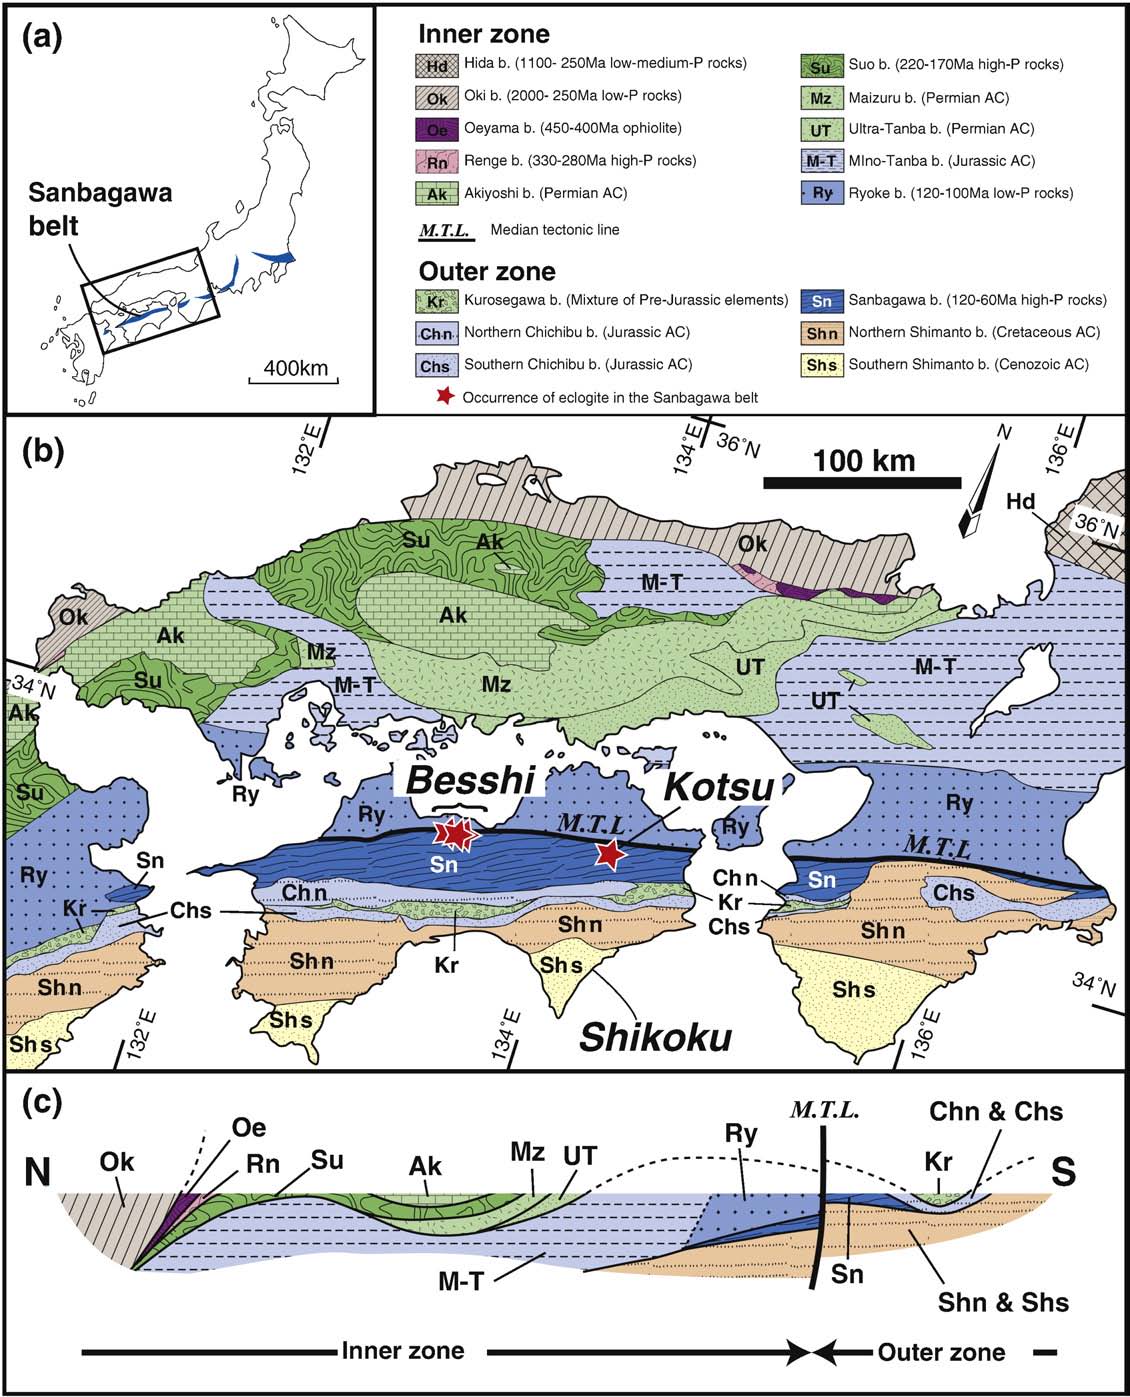 (a)
Sanbagawa
belt
400km
Inner zone
Hd Hida b. (1100- 250Ma low-medium-P rocks)
Ok Oki b. (2000- 250Ma low-P rocks)
Oe Oeyama b. (450-400Ma ophiolite)
Rn Renge b. (330-280Ma high-P rocks)
Ak Akiyoshi b. (Permian AC)
Su Suo b. (220-170Ma high-P rocks)
Mz Maizuru b. (Permian AC)
UT Ultra-Tanba b. (Permian AC)
M-T MIno-Tanba b. (Jurassic AC)
Ry Ryoke b. (120-100Ma low-P rocks)
M.T.L. Median tectonic line
Outer zone
Kr Kurosegawa b. (Mixture of Pre-Jurassic elements)
Chn Northern Chichibu b. (Jurassic AC)
Chs Southern Chichibu b. (Jurassic AC)
Sn Sanbagawa b. (120-60Ma high-P rocks)
Shn Northern Shimanto b. (Cretaceous AC)
Shs Southern Shimanto b. (Cenozoic AC)
Occurrence of eclogite in the Sanbagawa belt
(b)
132°E
134°E
36°N
136°E
100 km
N
Hd
36°N
Su
Ak
Ok
M-T
Ok
Ak
Ak
Mz
Su
M-T
Mz
UT
M-T
UT
34°N
Ak
Su
Ry
Besshi
Kotsu
Ry
M.T.L
Ry
Ry
M.T.L
Sn
Sn
Ry
Chn
Chn
Sn
Chs
Kr
Chs
Kr
Chs
Shn
Shn
Kr
Shn
Shn
Shs
Shs
34°N
Shs
Shs
132°E
134°E
136°E
Shikoku
(c)
M.T.L.
Chn & Chs
Oe
Ry
N
Ok
Rn
Su
Ak
Mz
UT
Kr
S
M-T
Sn
Shn & Shs
Inner zone
Outer zone